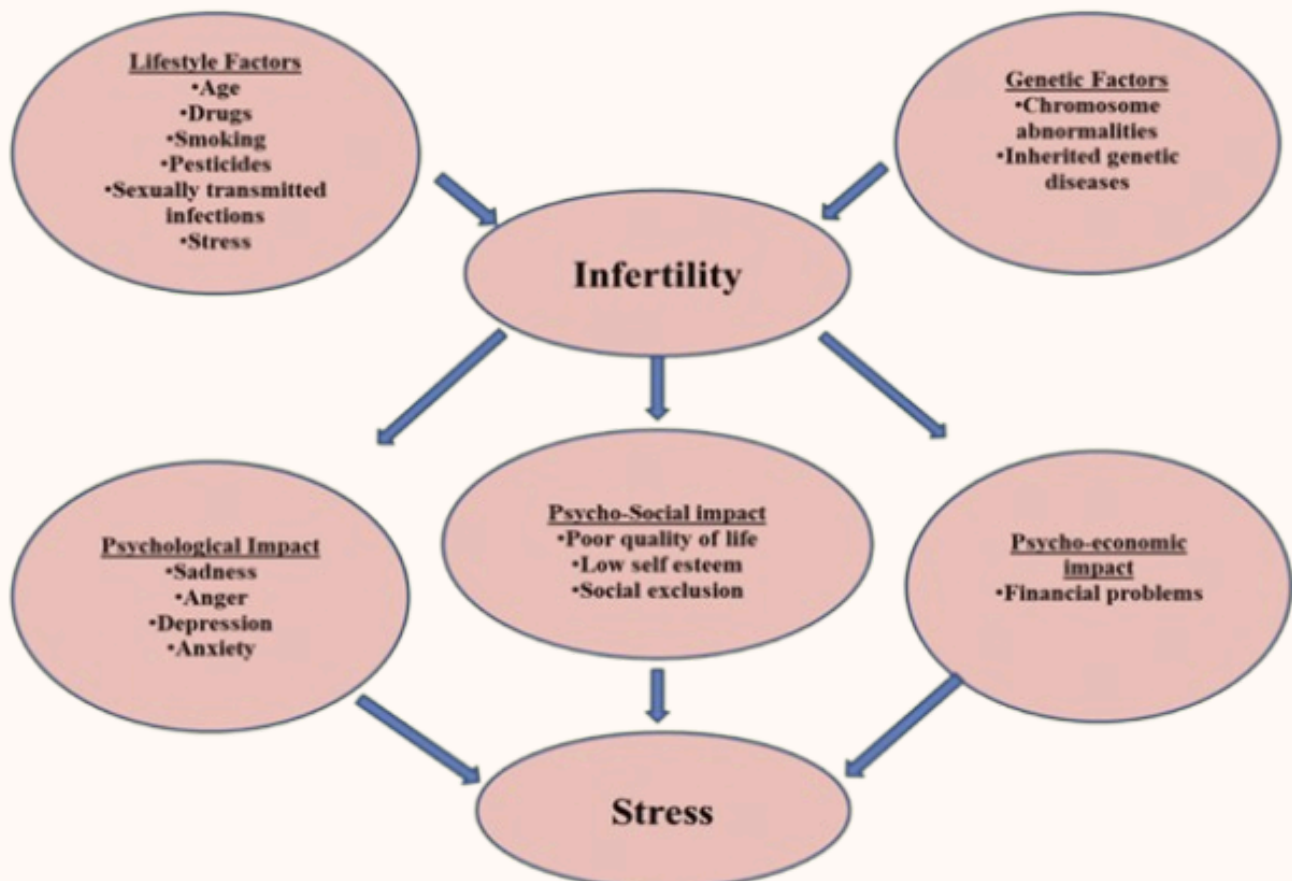 Lifestyle Factors
•Age
•Drugs
•Smoking
•Pesticides
•Sexually transmitted
infections
•Stress
Genetic Factors
•Chromosome
abnormalities
•Inherited genetic
diseases
Infertility
Psychological Impact
•Sadness
•Anger
•Depression
•Anxiety
Psycho-Social impact
•Poor quality of life
•Low self esteem
•Social exclusion
Psycho-economic
impact
•Financial problems
Stress